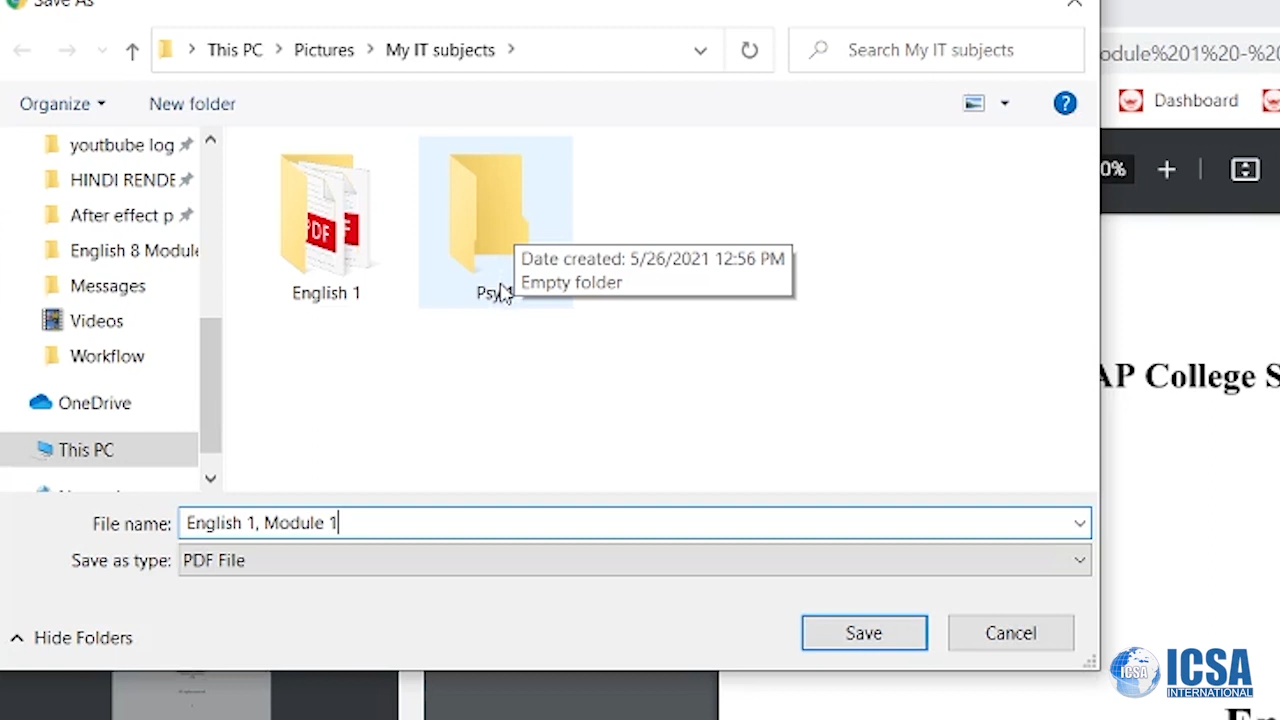 Save As
This PC > Pictures > My IT subjects >
Search My IT subjects
odule%201%20-%20
Organize
New folder
?
Dashboard
0%
youtbube log
HINDI RENDE
After effect p
English 8 Module
Messages
Videos
Workflow
OneDrive
This PC
PDF
English 1
Date created: 5/26/2021 12:56 PM
Empty folder
AP College S
File name: English 1, Module 1
Save as type: PDF File
Hide Folders
Save
Cancel
ICSA
ICSA
INTERNATIONAL